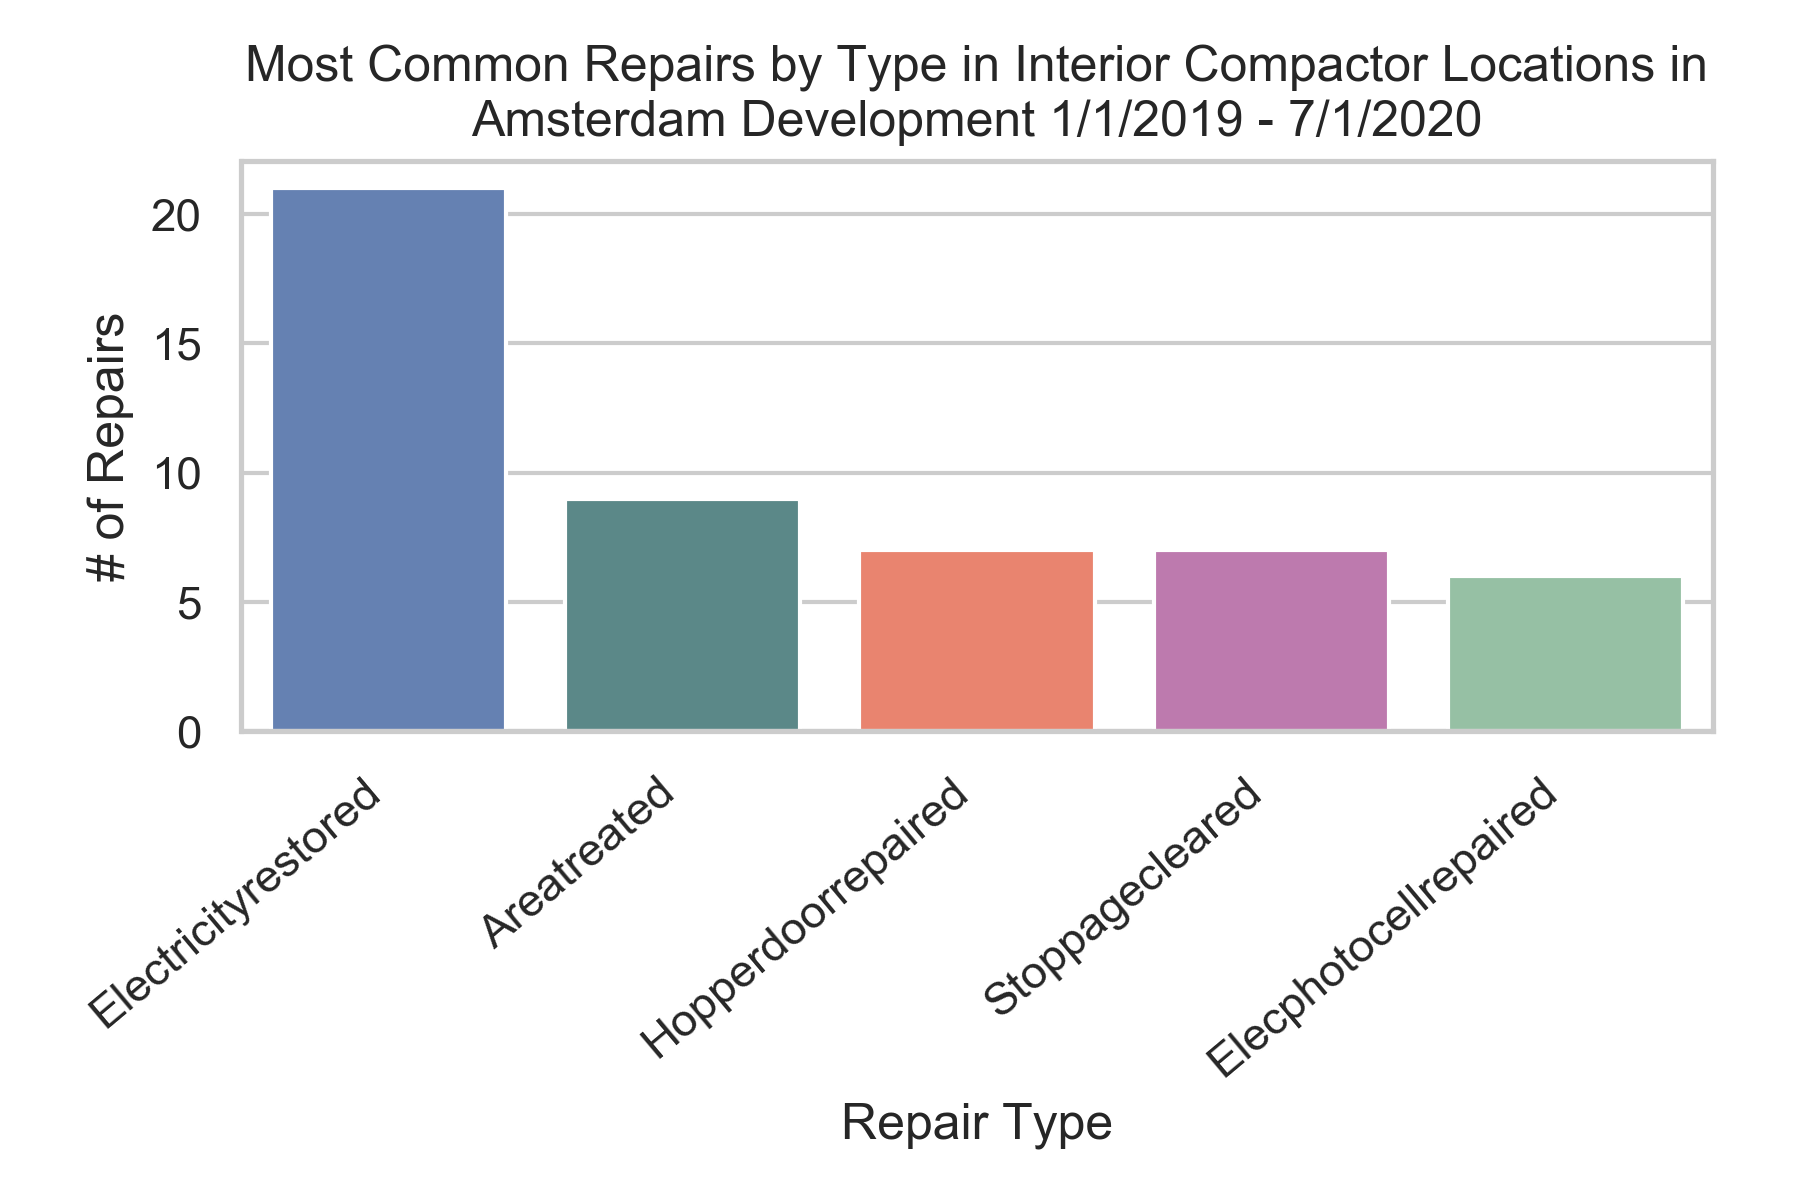 Most Common Repairs by Type in Interior Compactor Locations in
Amsterdam Development 1/1/2019 - 7/1/2020
20
15
10
5
0
# of Repairs
Electricityrestored
Areatreated
Hopperdoorrepaired
Stoppagecleared
Elecphotocellrepaired
Repair Type